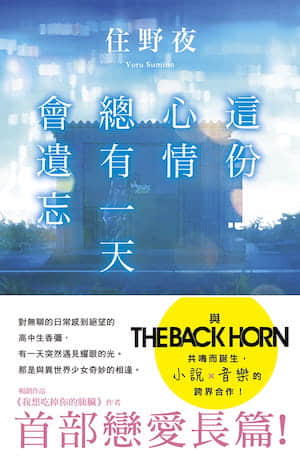 住野夜
Yoru Sumino
這份
心情
總有一天
會遺忘
對無聊的日常感到絕望的
高中生香彌，
有一天突然遇見耀眼的光。
那是與異世界少女奇妙的相逢。
與
THE BACK HORN
共鳴而誕生，
小說×音樂的
跨界合作！
暢銷作品
《我想吃掉你的胰臟》作者
首部戀愛長篇！